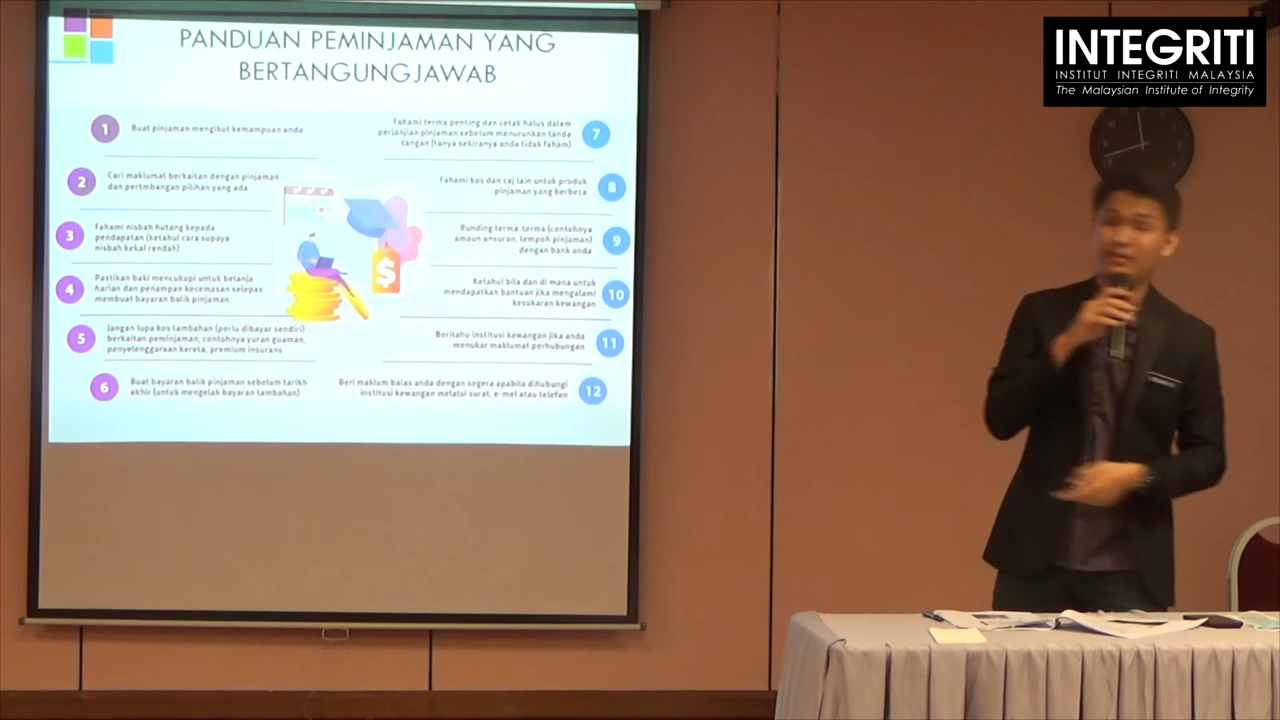 PANDUAN PEMINJAMAN YANG
BERTANGUNGJAWAB
1
Buat pinjaman mengikut kemampuan anda
2
Cari maklumat berkaitan dengan pinjaman
dan pertmbangan pilihan yang ada
3
Fahami nisbah hutang kepada
pendapatan (ketahui cara supaya
nisbah kekal rendah)
4
Pastikan baki mencukupi untuk belanja
harian dan penampan kecemasan selepas
membuat bayaran balik pinjaman
5
Jangan lupa kos tambahan (perlu dibayar sendiri)
berkaitan peminjaman, contohnya yuran guaman,
penyelenggaraan kereta, premium insurans
6
Buat bayaran balik pinjaman sebelum tarikh
akhir (untuk mengelak bayaran tambahan)
$
Fahami terma penting dan cetak halus dalam
perjanjian pinjaman sebelum menurunkan tanda
tangan (tanya sekiranya anda tidak faham)
7
Fahami kos dan caj lain untuk produk
pinjaman yang berbeza
8
Runding terma-terma (contohnya
amaun ansuran, tempoh pinjaman)
dengan bank anda
9
Ketahui bila dan di mana untuk
mendapatkan bantuan jika mengalami
kesukaran kewangan
10
Beritahu institusi kewangan jika anda
menukar maklumat perhubungan
11
Beri maklum balas anda dengan segera apabila dihubungi
institusi kewangan melalui surat, e-mel atau telefon
12
INTEGRITI
INSTITUT INTEGRITI MALAYSIA
The Malaysian Institute of Integrity